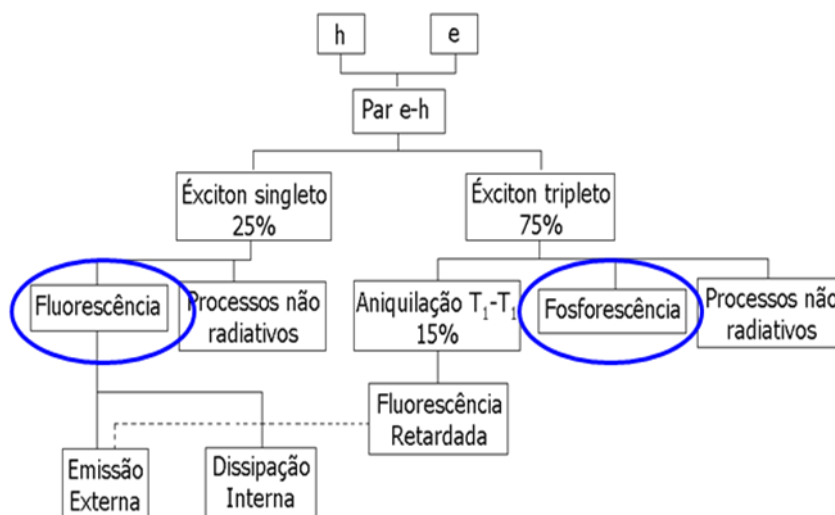 h
e
Par e-h
Éxciton singleto
25%
Éxciton tripleto
75%
Fluorescência
Processos não
radiativos
Aniquilação T₁-T₁
15%
Fosforescência
Processos não
radiativos
Fluorescência
Retardada
Emissão
Externa
Dissipação
Interna